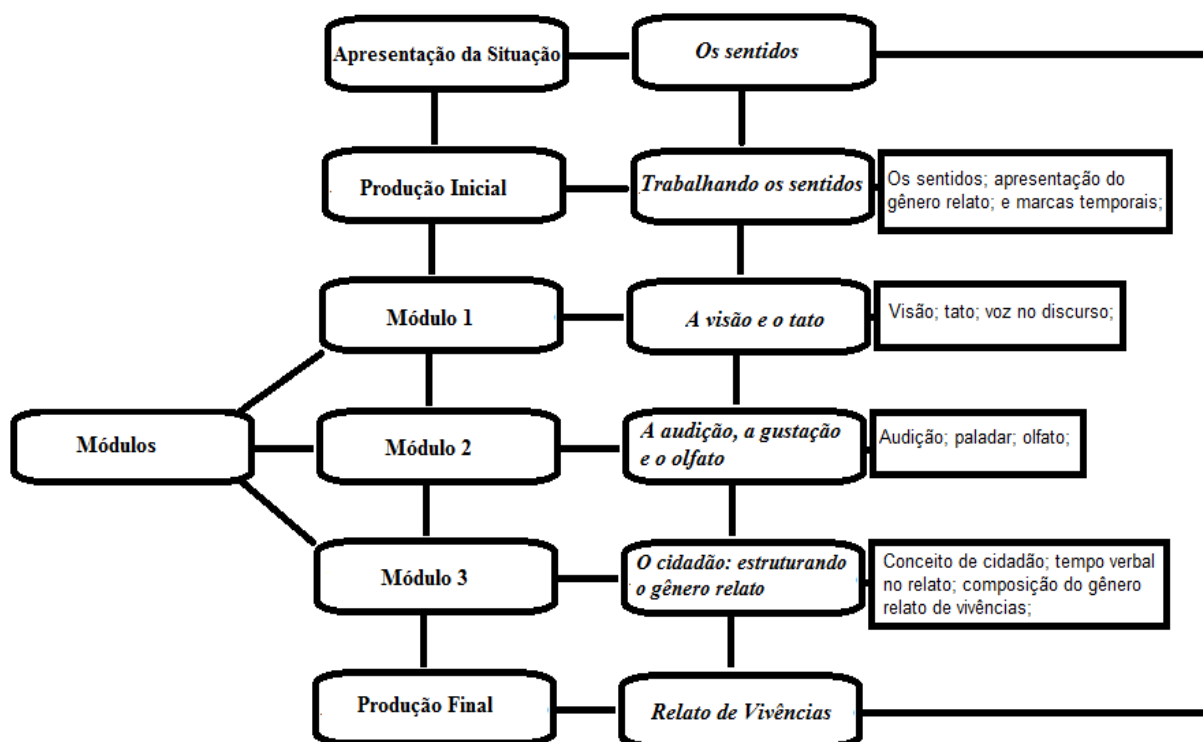 Apresentação da Situação
Os sentidos
Produção Inicial
Trabalhando os sentidos
Os sentidos; apresentação do
gênero relato; e marcas temporais;
Módulo 1
A visão e o tato
Visão; tato; voz no discurso;
Módulos
Módulo 2
A audição, a gustação
e o olfato
Audição; paladar; olfato;
Módulo 3
O cidadão: estruturando
o gênero relato
Conceito de cidadão; tempo verbal
no relato; composição do gênero
relato de vivências;
Produção Final
Relato de Vivências